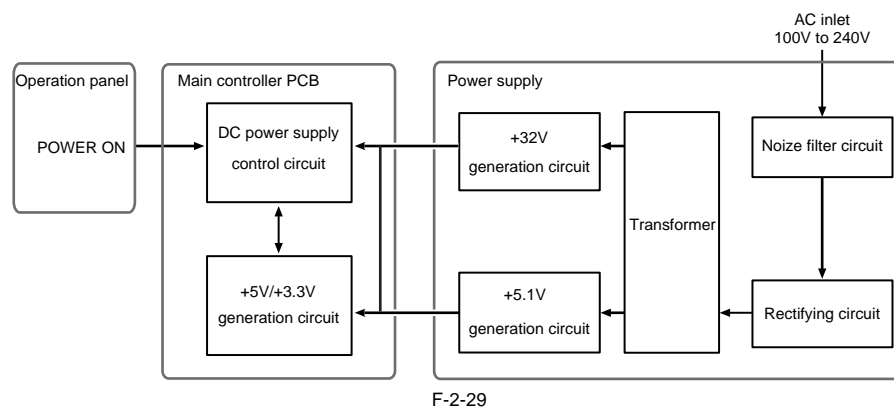 AC inlet
100V to 240V
Operation panel
POWER ON
Main controller PCB
DC power supply
control circuit
+5V/+3.3V
generation circuit
Power supply
+32V
generation circuit
+5.1V
generation circuit
Transformer
Noize filter circuit
Rectifying circuit
F-2-29